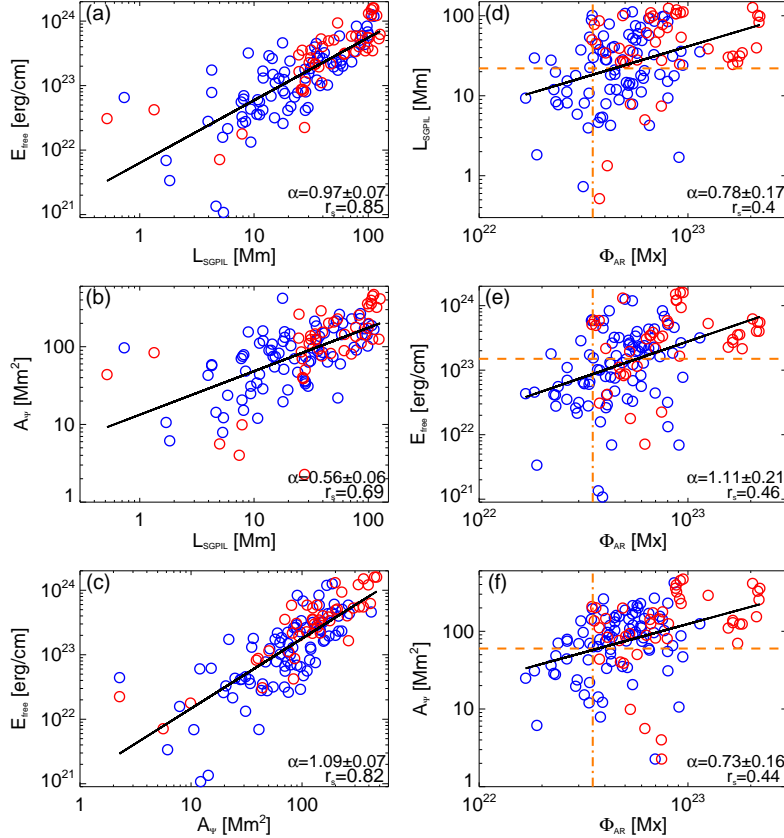 (a)
10^24
10^23
10^22
10^21
E_free [erg/cm]
α=0.97±0.07
r_s=0.85
1
10
100
L_SGPIL [Mm]
(d)
100
10
1
L_SGPIL [Mm]
α=0.78±0.17
r_s=0.4
10^22
10^23
Φ_AR [Mx]
(b)
100
10
1
A_Ψ [Mm^2]
α=0.56±0.06
r_s=0.69
1
10
100
L_SGPIL [Mm]
(e)
10^24
10^23
10^22
10^21
E_free [erg/cm]
α=1.11±0.21
r_s=0.46
10^22
10^23
Φ_AR [Mx]
(c)
10^24
10^23
10^22
10^21
E_free [erg/cm]
α=1.09±0.07
r_s=0.82
1
10
100
A_Ψ [Mm^2]
(f)
100
10
1
A_Ψ [Mm^2]
α=0.73±0.16
r_s=0.44
10^22
10^23
Φ_AR [Mx]